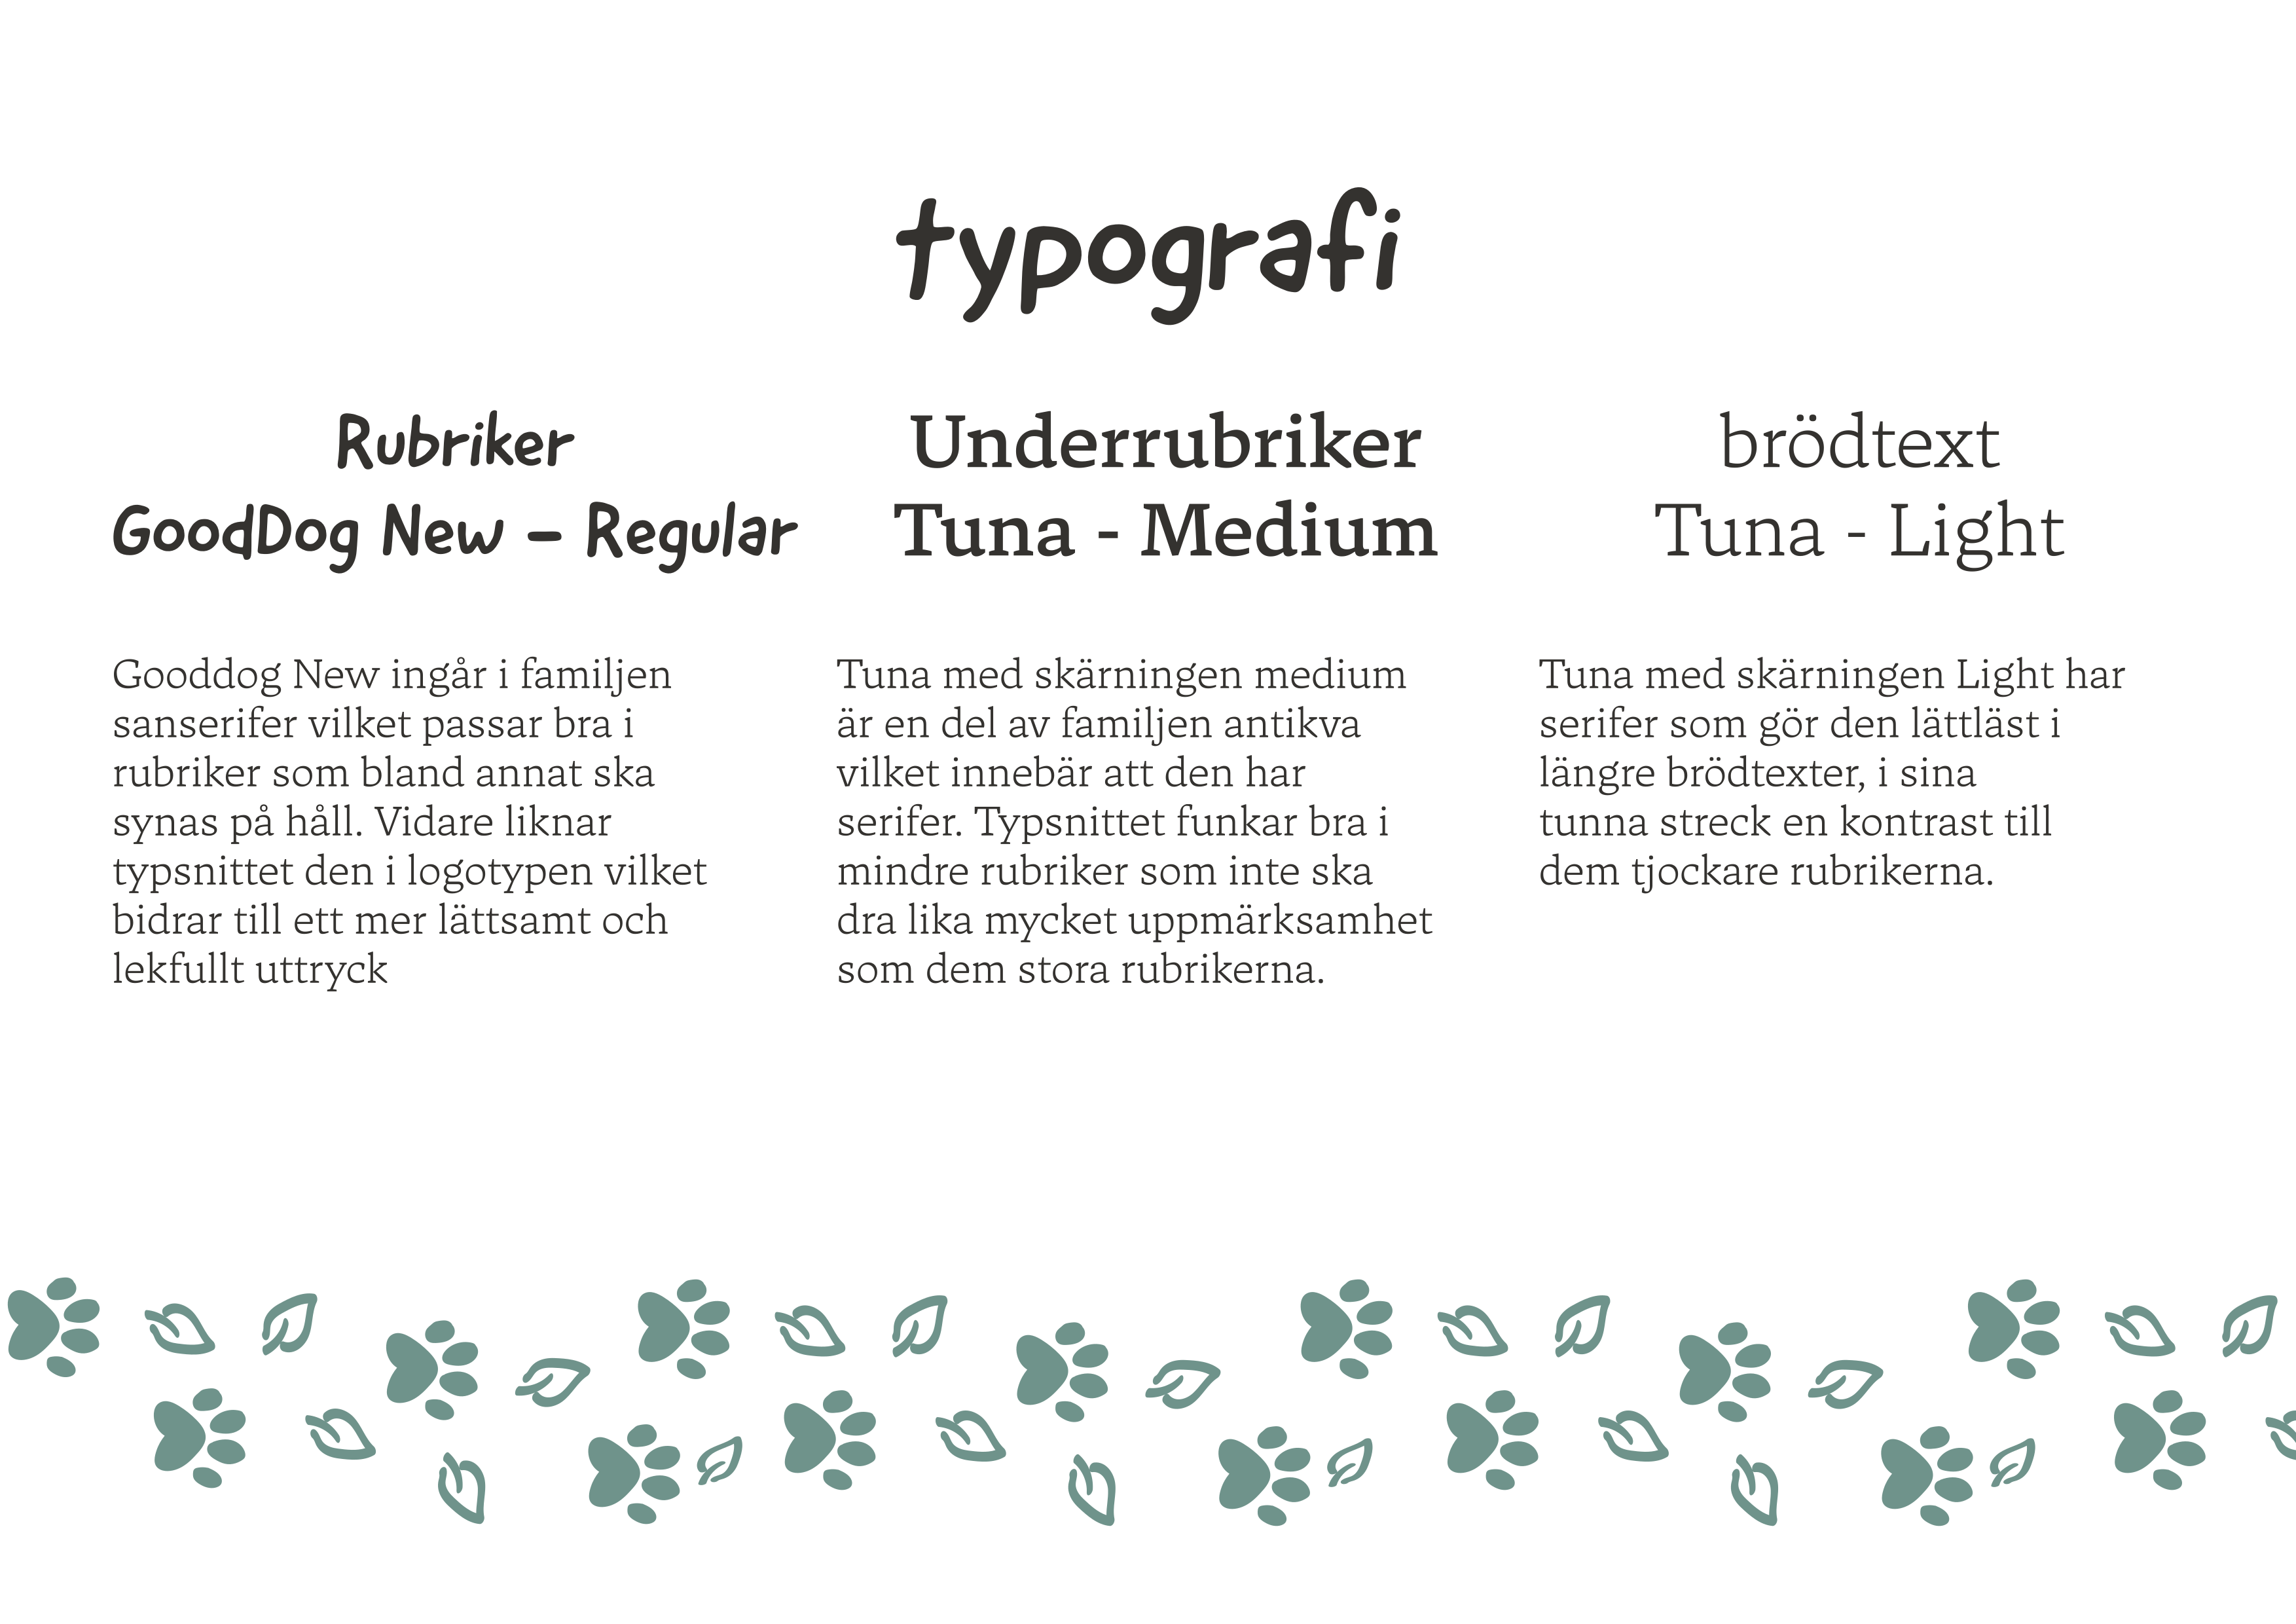 typografi
Rubriker
GoodDog New - Regular
Gooddog New ingår i familjen
sanserifer vilket passar bra i
rubriker som bland annat ska
synas på håll. Vidare liknar
typsnittet den i logotypen vilket
bidrar till ett mer lättsamt och
lekfullt uttryck
Underrubriker
Tuna - Medium
Tuna med skärningen medium
är en del av familjen antikva
vilket innebär att den har
serifer. Typsnittet funkar bra i
mindre rubriker som inte ska
dra lika mycket uppmärksamhet
som dem stora rubrikerna.
brödtext
Tuna - Light
Tuna med skärningen Light har
serifer som gör den lättläst i
längre brödtexter, i sina
tunna streck en kontrast till
dem tjockare rubrikerna.